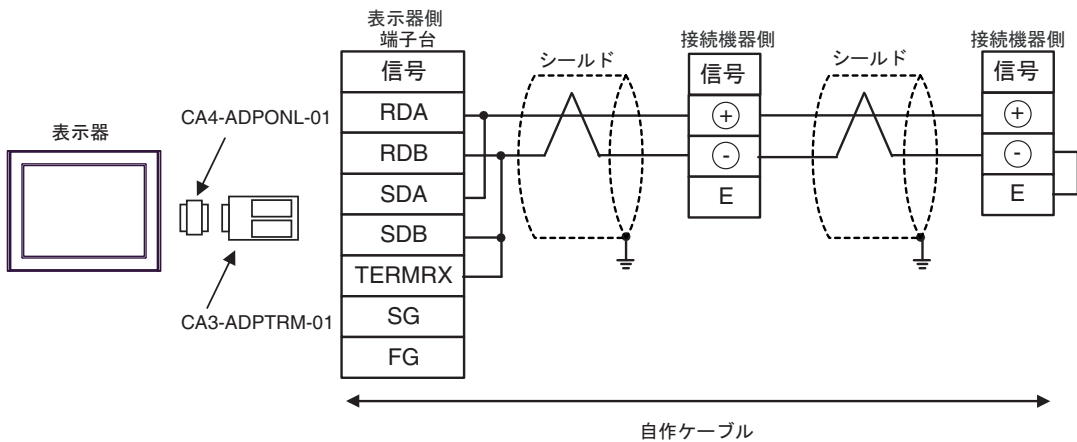 表示器
CA4-ADPONL-01
CA3-ADPTRM-01
表示器側
端子台
信号
RDA
RDB
SDA
SDB
TERMRX
SG
FG
シールド
接続機器側
信号
+
-
E
シールド
接続機器側
信号
+
-
E
自作ケーブル